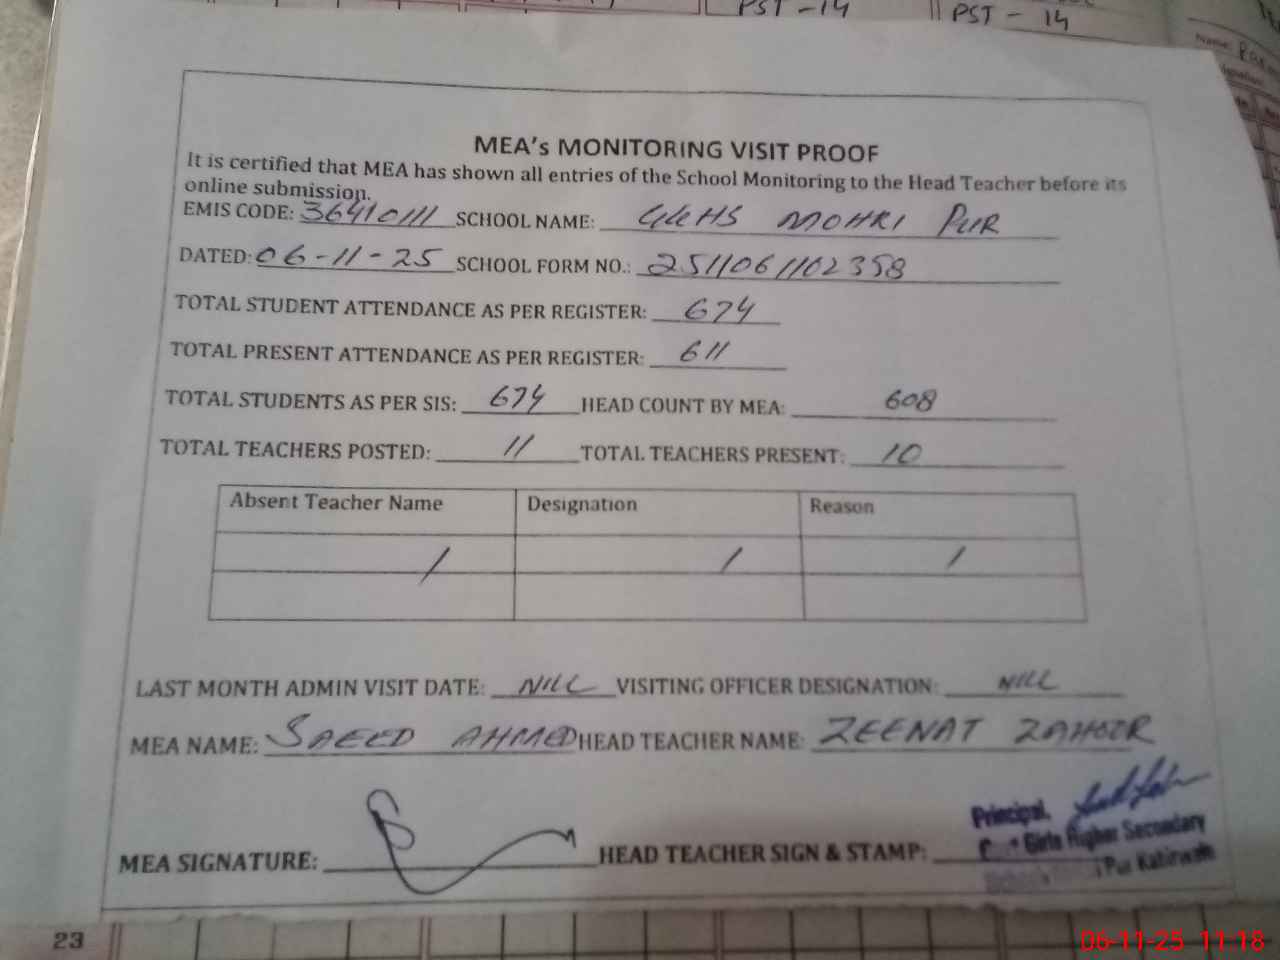 PST - 14 PST - 14
Name:
MEA's MONITORING VISIT PROOF
It is certified that MEA has shown all entries of the School Monitoring to the Head Teacher before its
online submission.
EMIS CODE: 36410111 SCHOOL NAME: GGHS MOHRI PUR
DATED: 06-11-25 SCHOOL FORM NO.: 2511061102358
TOTAL STUDENT ATTENDANCE AS PER REGISTER: 674
TOTAL PRESENT ATTENDANCE AS PER REGISTER: 611
TOTAL STUDENTS AS PER SIS: 674 HEAD COUNT BY MEA: 608
TOTAL TEACHERS POSTED: 11 TOTAL TEACHERS PRESENT: 10
Absent Teacher Name Designation Reason
/ / /
LAST MONTH ADMIN VISIT DATE: NILL VISITING OFFICER DESIGNATION: NILL
MEA NAME: SAEED AHMED HEAD TEACHER NAME: ZEENAT ZAHOOR
Principal,
Girls Higher Secondary
MEA SIGNATURE: HEAD TEACHER SIGN & STAMP:
Pur Kabirwala
23
06-11-25 11:18